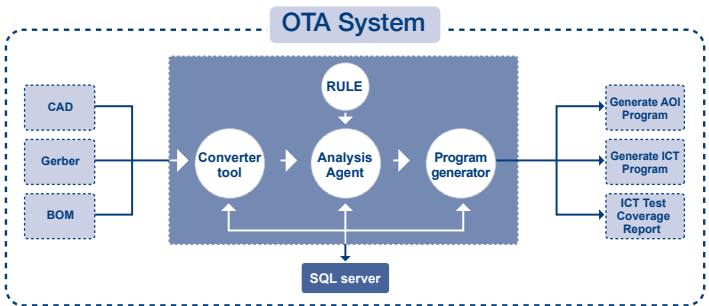 OTA System
CAD
Gerber
BOM
RULE
Converter
tool
Analysis
Agent
Program
generator
SQL server
Generate AOI
Program
Generate ICT
Program
ICT Test
Coverage
Report